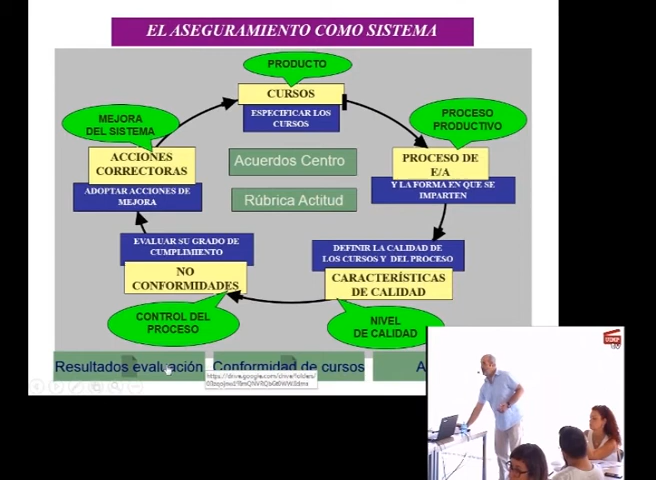 EL ASEGURAMIENTO COMO SISTEMA
PRODUCTO
CURSOS
ESPECIFICAR LOS
CURSOS
MEJORA
DEL SISTEMA
PROCESO
PRODUCTIVO
ACCIONES
CORRECTORAS
Acuerdos Centro
PROCESO DE
E/A
ADOPTAR ACCIONES DE
MEJORA
Rúbrica Actitud
Y LA FORMA EN QUE SE
IMPARTEN
EVALUAR SU GRADO DE
CUMPLIMIENTO
DEFINIR LA CALIDAD DE
LOS CURSOS Y DEL PROCESO
NO
CONFORMIDADES
CARACTERÍSTICAS
DE CALIDAD
CONTROL DEL
PROCESO
NIVEL
DE CALIDAD
Resultados evaluación
Conformidad de cursos
A